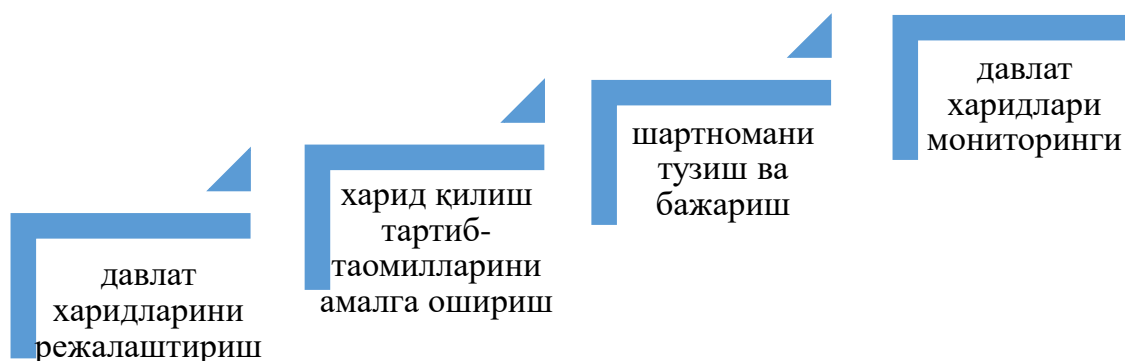 давлат
харидларини
режалаштириш
харид қилиш
тартиб-
таомилларини
амалга ошириш
шартномани
тузиш ва
бажариш
давлат
харидлари
мониторинги